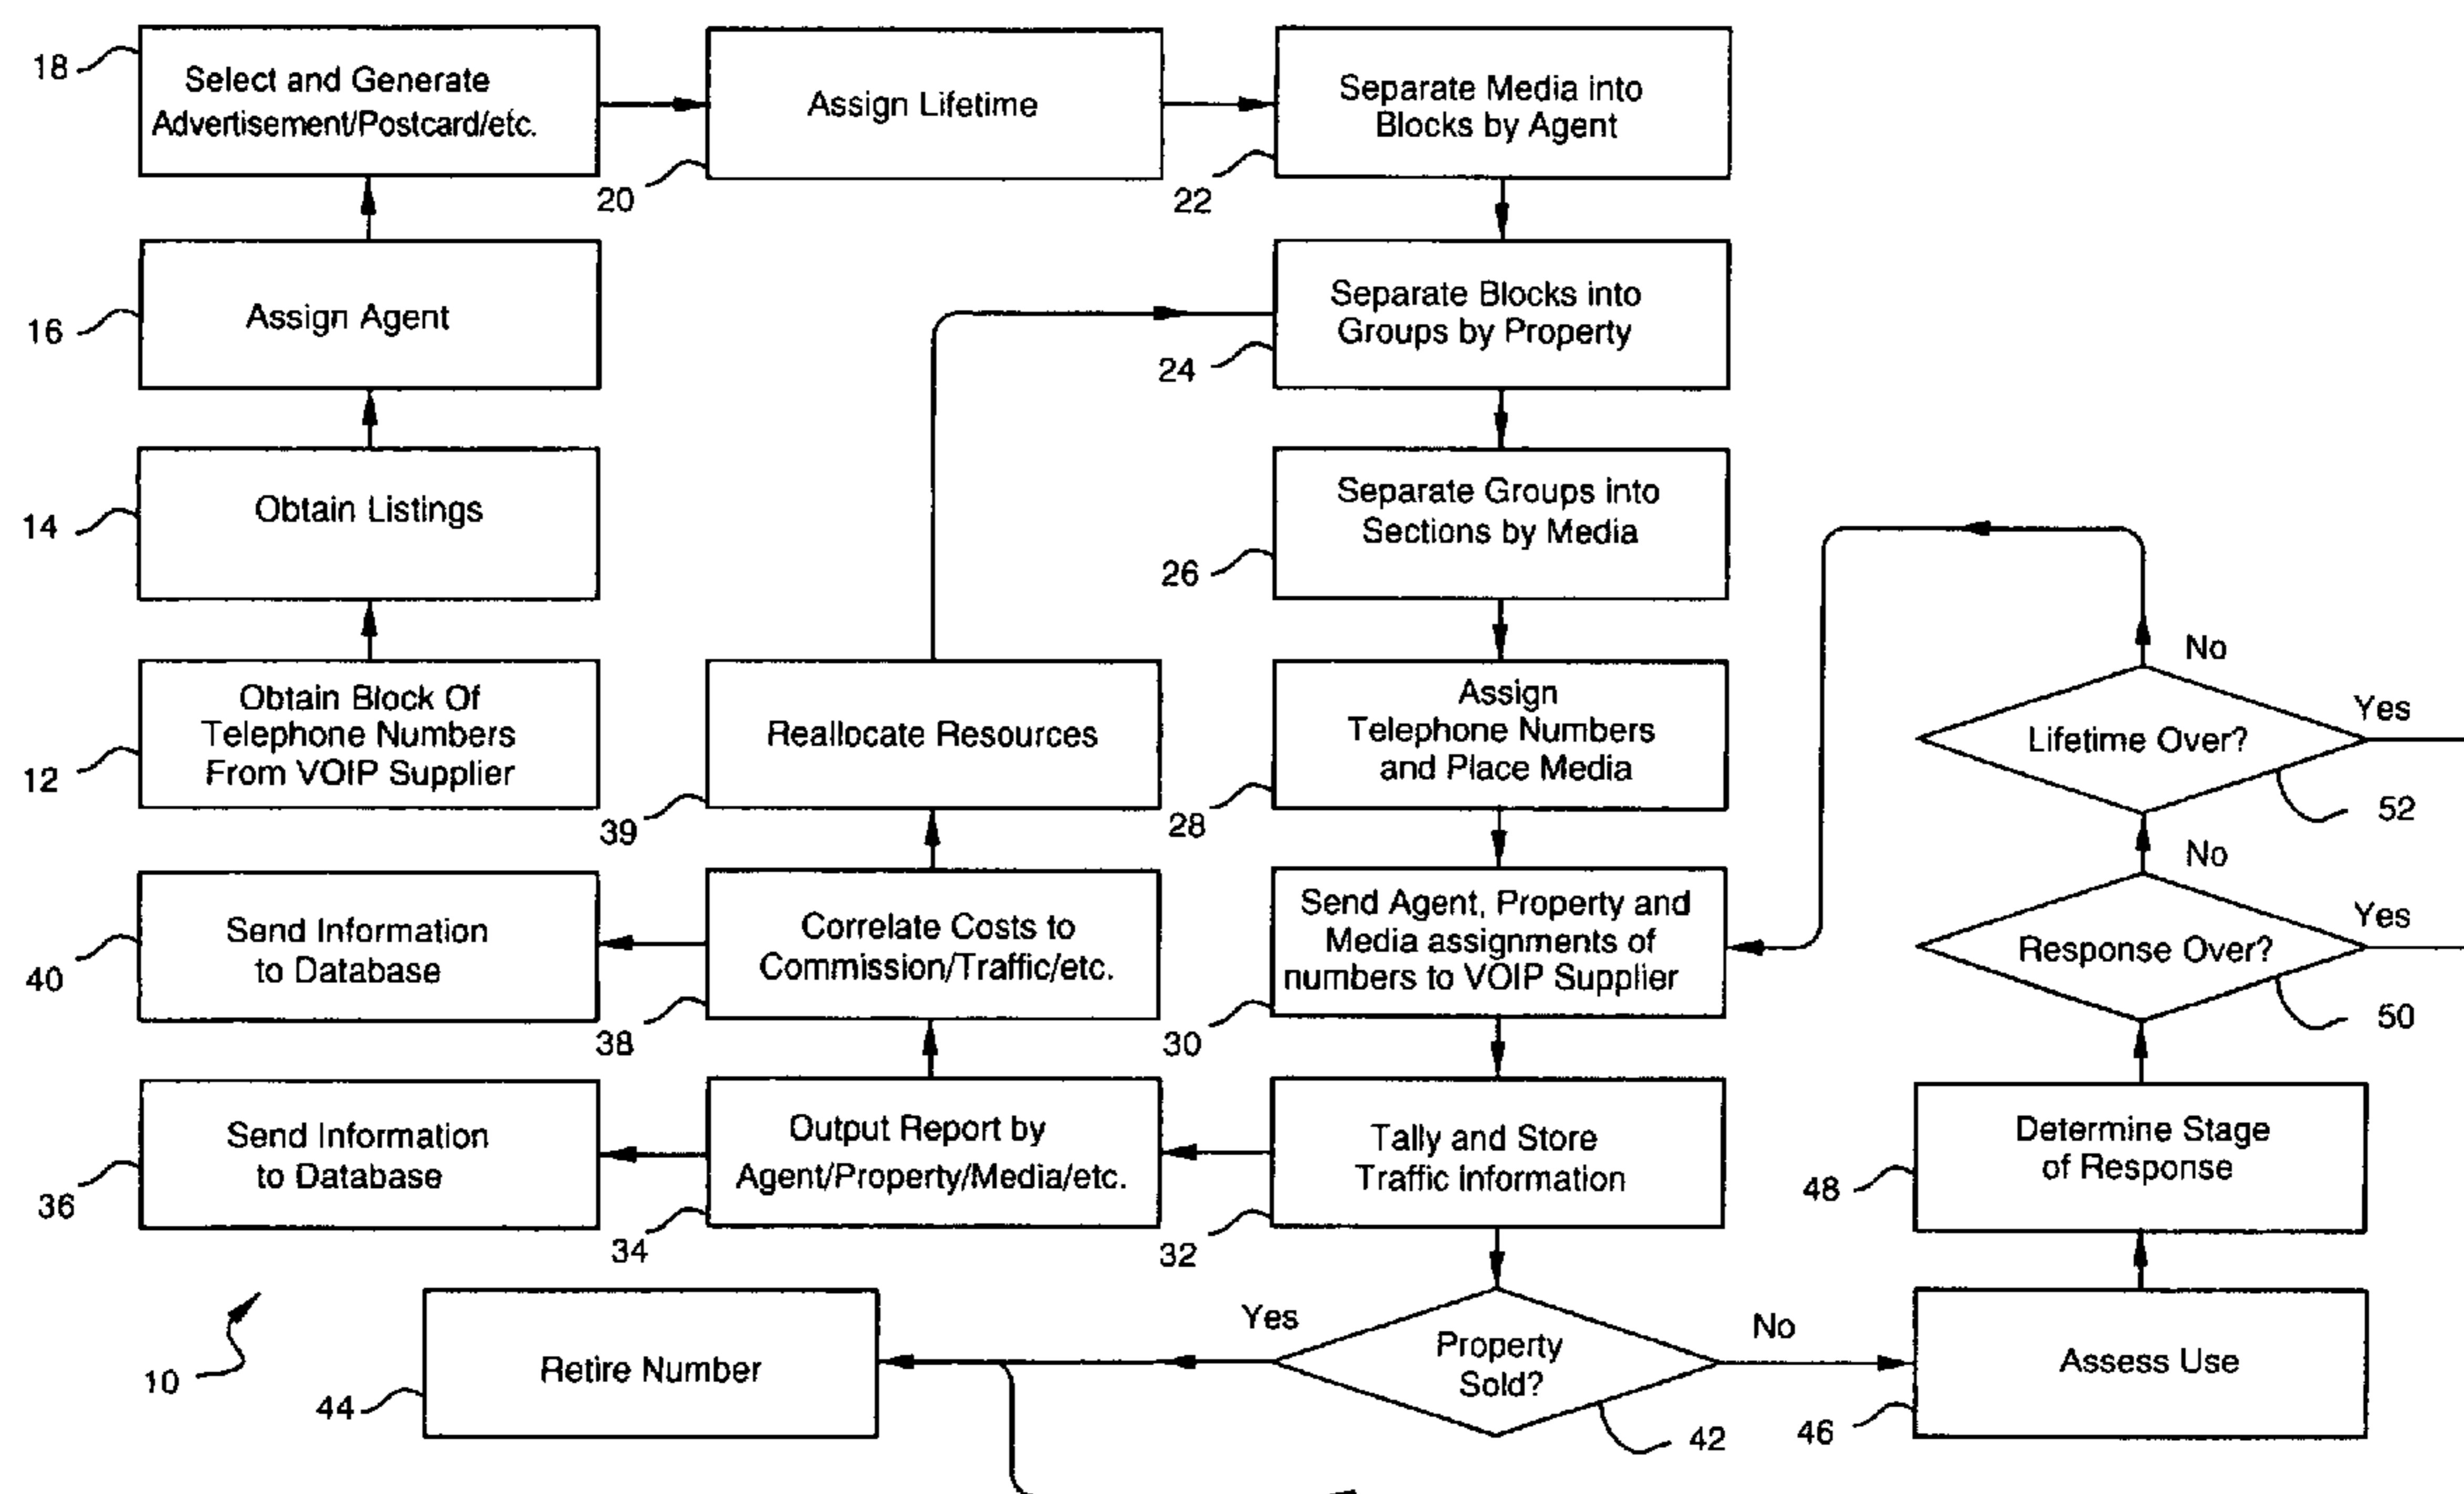 18
Select and Generate
Advertisement/Postcard/etc.
Assign Lifetime
20
Separate Media into
Blocks by Agent
22
16
Assign Agent
Separate Blocks into
Groups by Property
24
14
Obtain Listings
Separate Groups into
Sections by Media
26
12
Obtain Block Of
Telephone Numbers
From VOIP Supplier
Reallocate Resources
39
Assign
Telephone Numbers
and Place Media
28
No
Lifetime Over?
Yes
52
40
Send Information
to Database
Correlate Costs to
Commission/Traffic/etc.
38
Send Agent, Property and
Media assignments of
numbers to VOIP Supplier
30
No
Response Over?
Yes
50
36
Send Information
to Database
Output Report by
Agent/Property/Media/etc.
34
Tally and Store
Traffic Information
32
Determine Stage
of Response
48
10
Retire Number
44
Yes
Property
Sold?
No
42
Assess Use
46